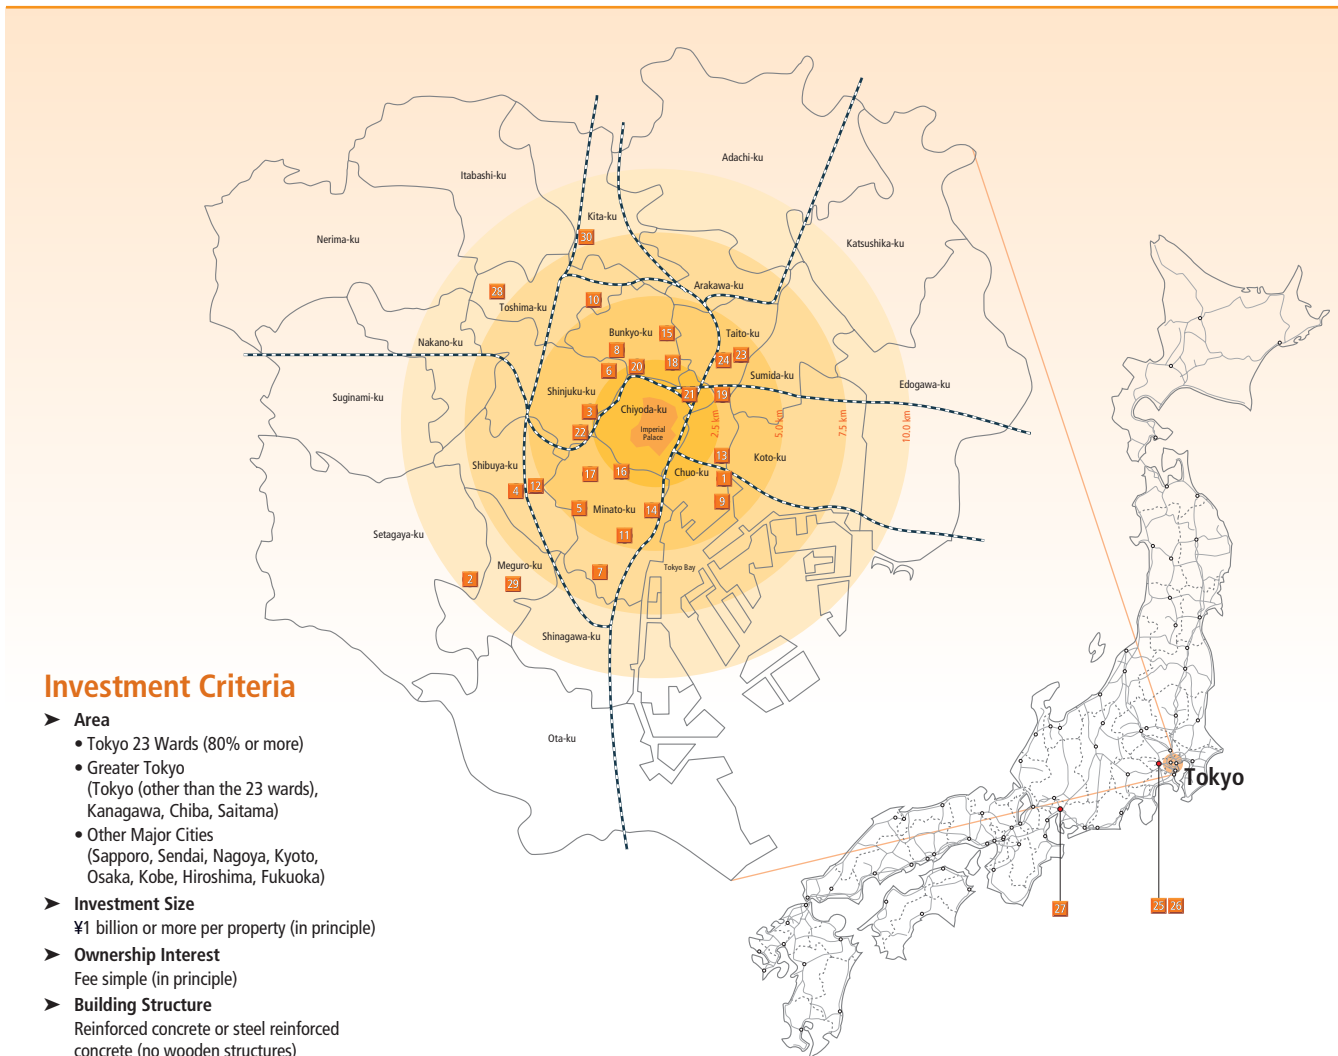 Adachi-ku
Itabashi-ku
Kita-ku
Nerima-ku
30
Katsushika-ku
28
Toshima-ku
10
Arakawa-ku
Nakano-ku
Bunkyo-ku
15
Taito-ku
8
24
23
6
20
18
Sumida-ku
Suginami-ku
Shinjuku-ku
21
19
Edogawa-ku
3
Chiyoda-ku
22
Imperial
Palace
2.5 km
5.0 km
7.5 km
10.0 km
13
Koto-ku
Shibuya-ku
17
16
Chuo-ku
1
4
12
9
5
Minato-ku
14
Setagaya-ku
11
Meguro-ku
7
Tokyo Bay
2
29
Shinagawa-ku
Ota-ku
Tokyo
27
25
26
Investment Criteria
➤ Area
• Tokyo 23 Wards (80% or more)
• Greater Tokyo
(Tokyo (other than the 23 wards),
Kanagawa, Chiba, Saitama)
• Other Major Cities
(Sapporo, Sendai, Nagoya, Kyoto,
Osaka, Kobe, Hiroshima, Fukuoka)
➤ Investment Size
¥1 billion or more per property (in principle)
➤ Ownership Interest
Fee simple (in principle)
➤ Building Structure
Reinforced concrete or steel reinforced
concrete (no wooden structures)